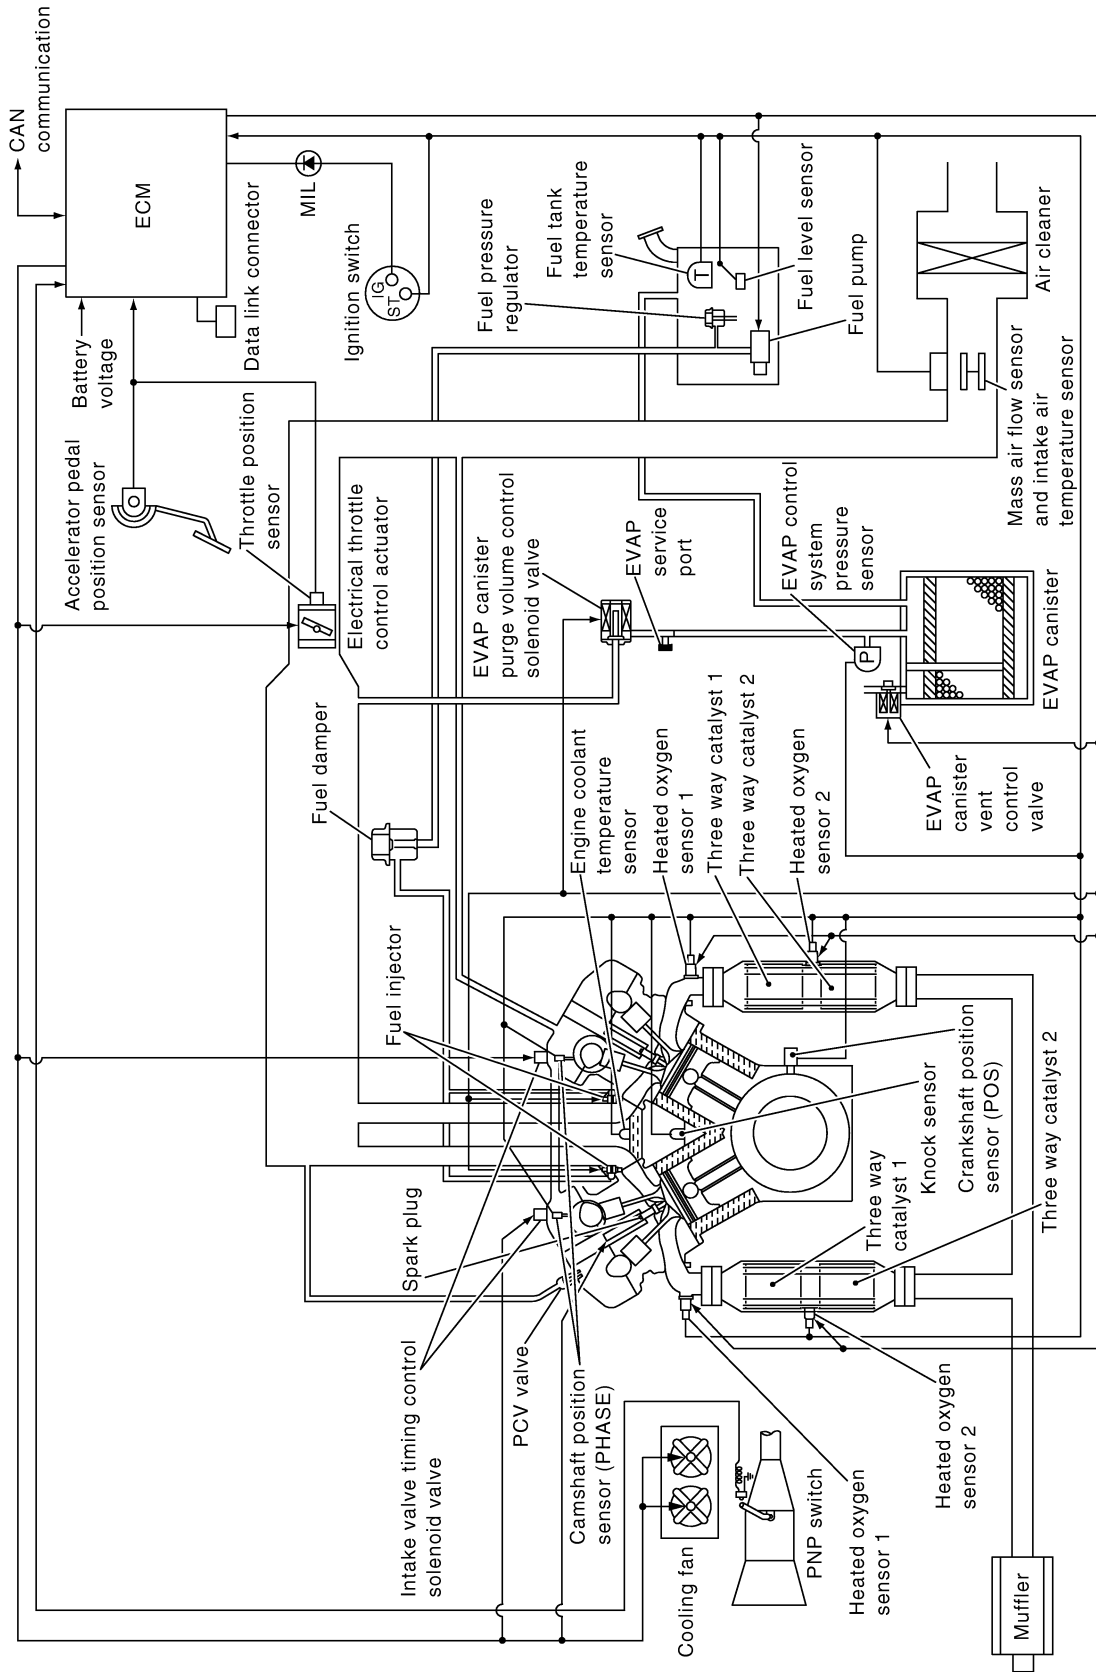 CAN
communication
ECM
MIL
Data link connector
Battery
voltage
Ignition switch
IG
ST
Accelerator pedal
position sensor
Throttle position
sensor
Electrical throttle
control actuator
Fuel pressure
regulator
Fuel tank
temperature
sensor
T
Fuel level sensor
Fuel pump
Air cleaner
Mass air flow sensor
and intake air
temperature sensor
EVAP canister
purge volume control
solenoid valve
EVAP
service
port
EVAP control
system
pressure
sensor
P
EVAP canister
EVAP
canister
vent
control
valve
Fuel damper
Fuel injector
Engine coolant
temperature
sensor
Heated oxygen
sensor 1
Three way catalyst 1
Three way catalyst 2
Heated oxygen
sensor 2
Spark plug
Intake valve timing control
solenoid valve
PCV valve
Camshaft position
sensor (PHASE)
Knock sensor
Crankshaft position
sensor (POS)
Three way
catalyst 1
Three way catalyst 2
Cooling fan
PNP switch
Heated oxygen
sensor 1
Heated oxygen
sensor 2
Muffler